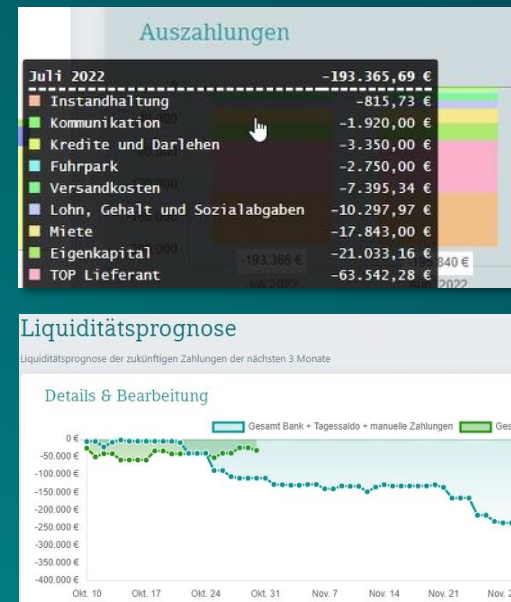 Auszahlungen
Juli 2022 -193.365,69 €
Instandhaltung -815,73 €
Kommunikation -1.920,00 €
Kredite und Darlehen -3.350,00 €
Fuhrpark -2.750,00 €
Versandkosten -7.395,34 €
Lohn, Gehalt und Sozialabgaben -10.297,97 €
Miete -17.843,00 €
Eigenkapital -21.033,16 €
TOP Lieferant -63.542,28 €
-193.366 €
840 €
Juli 2022
2022
Liquiditätsprognose
Liquiditätsprognose der zukünftigen Zahlungen der nächsten 3 Monate
Details & Bearbeitung
Gesamt Bank + Tagessaldo + manuelle Zahlungen Ges
0 €
-50.000 €
-100.000 €
-150.000 €
-200.000 €
-250.000 €
-300.000 €
-350.000 €
-400.000 €
Okt. 10 Okt. 17 Okt. 24 Okt. 31 Nov. 7 Nov. 14 Nov. 21 Nov. 2